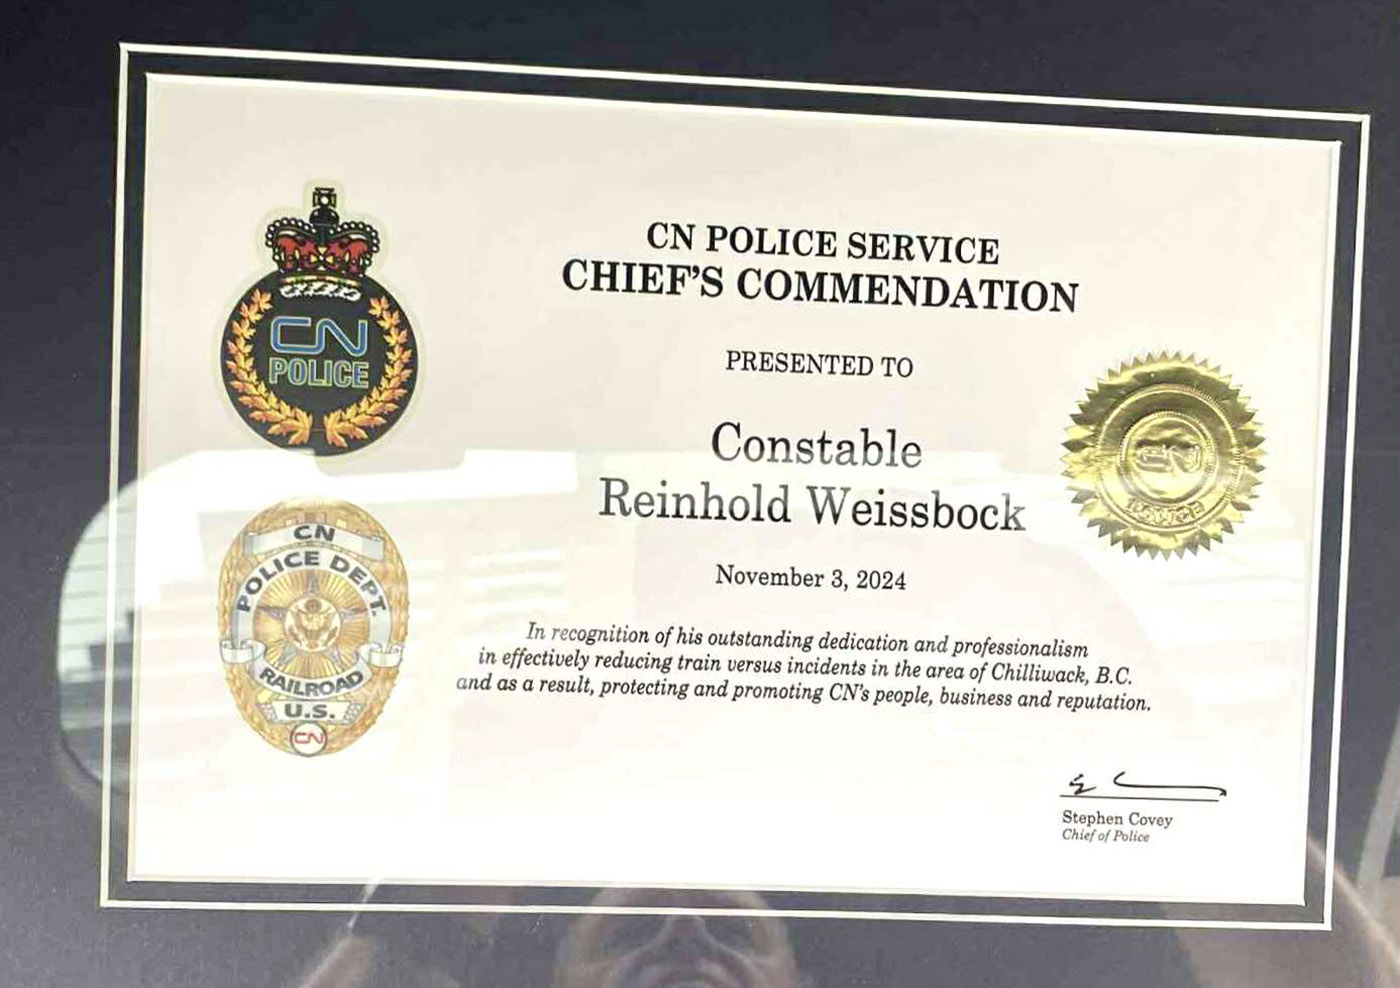 CN POLICE SERVICE
CHIEF'S COMMENDATION
PRESENTED TO
Constable
Reinhold Weissbock
November 3, 2024
In recognition of his outstanding dedication and professionalism
in effectively reducing train versus incidents in the area of Chilliwack, B.C.
and as a result, protecting and promoting CN's people, business and reputation.
Stephen Covey
Chief of Police
CN
POLICE
CN
POLICE DEPT.
RAILROAD
U.S.
CN
CN
POLICE